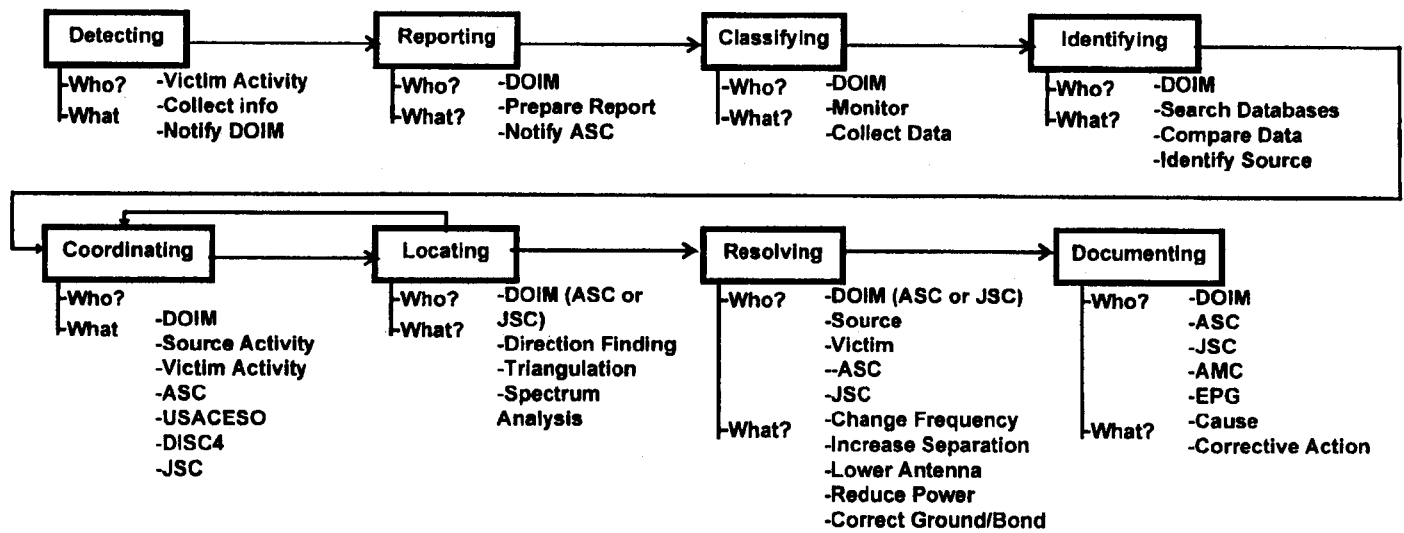 Detecting
-Who?
-What
-Victim Activity
-Collect info
-Notify DOIM
Reporting
-Who?
-What?
-DOIM
-Prepare Report
-Notify ASC
Classifying
-Who?
-What?
-DOIM
-Monitor
-Collect Data
Identifying
-Who?
-What?
-DOIM
-Search Databases
-Compare Data
-Identify Source
Coordinating
-Who?
-What
-DOIM
-Source Activity
-Victim Activity
-ASC
-USACESO
-DISC4
-JSC
Locating
-Who?
-What?
-DOIM (ASC or
JSC)
-Direction Finding
-Triangulation
-Spectrum
Analysis
Resolving
-Who?
-DOIM (ASC or JSC)
-Source
-Victim
--ASC
-JSC
-What?
-Change Frequency
-Increase Separation
-Lower Antenna
-Reduce Power
-Correct Ground/Bond
Documenting
-Who?
-DOIM
-ASC
-JSC
-AMC
-EPG
-What?
-Cause
-Corrective Action